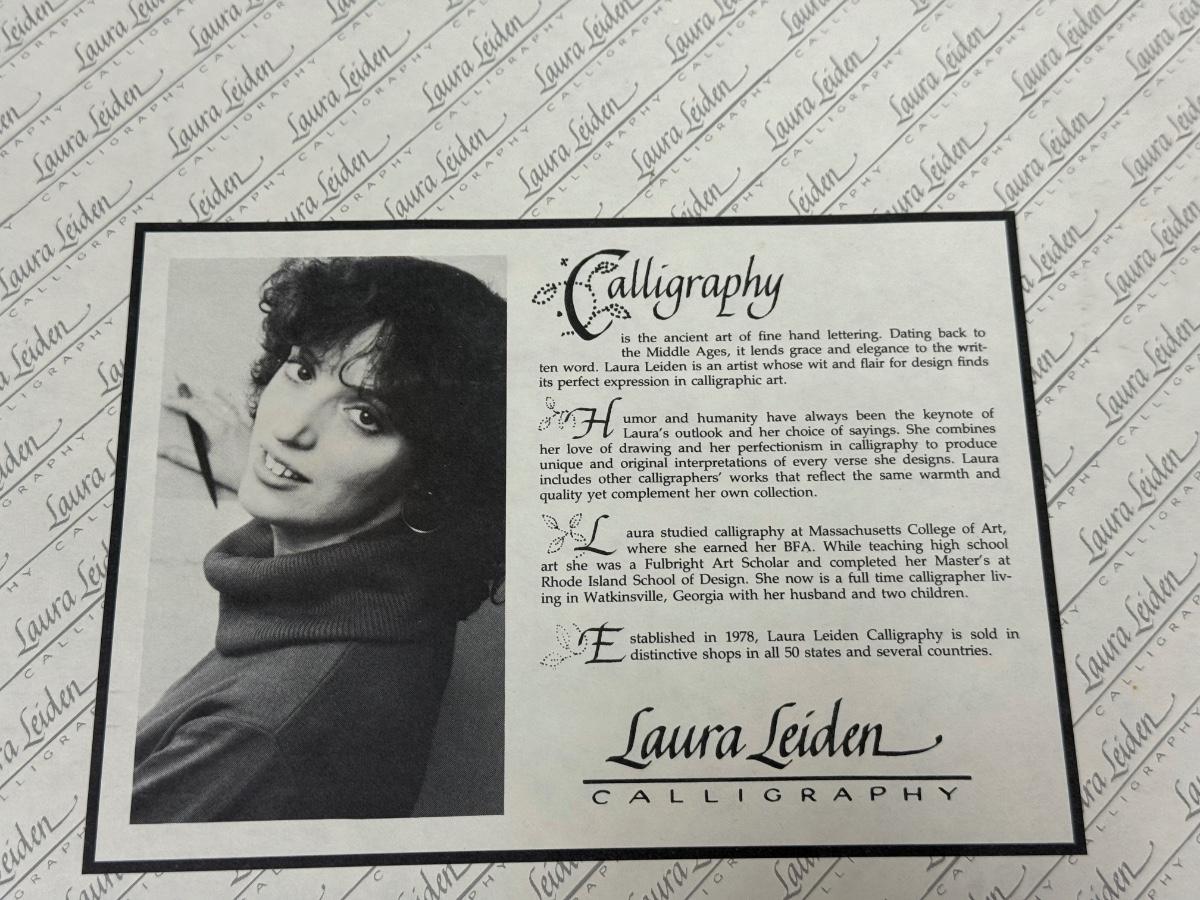 Calligraphy
is the ancient art of fine hand lettering. Dating back to
the Middle Ages, it lends grace and elegance to the writ-
ten word. Laura Leiden is an artist whose wit and flair for design finds
its perfect expression in calligraphic art.
Humor and humanity have always been the keynote of
Laura's outlook and her choice of sayings. She combines
her love of drawing and her perfectionism in calligraphy to produce
unique and original interpretations of every verse she designs. Laura
includes other calligraphers' works that reflect the same warmth and
quality yet complement her own collection.
Laura studied calligraphy at Massachusetts College of Art,
where she earned her BFA. While teaching high school
art she was a Fulbright Art Scholar and completed her Master's at
Rhode Island School of Design. She now is a full time calligrapher liv-
ing in Watkinsville, Georgia with her husband and two children.
Established in 1978, Laura Leiden Calligraphy is sold in
distinctive shops in all 50 states and several countries.
Laura Leiden
CALLIGRAPHY